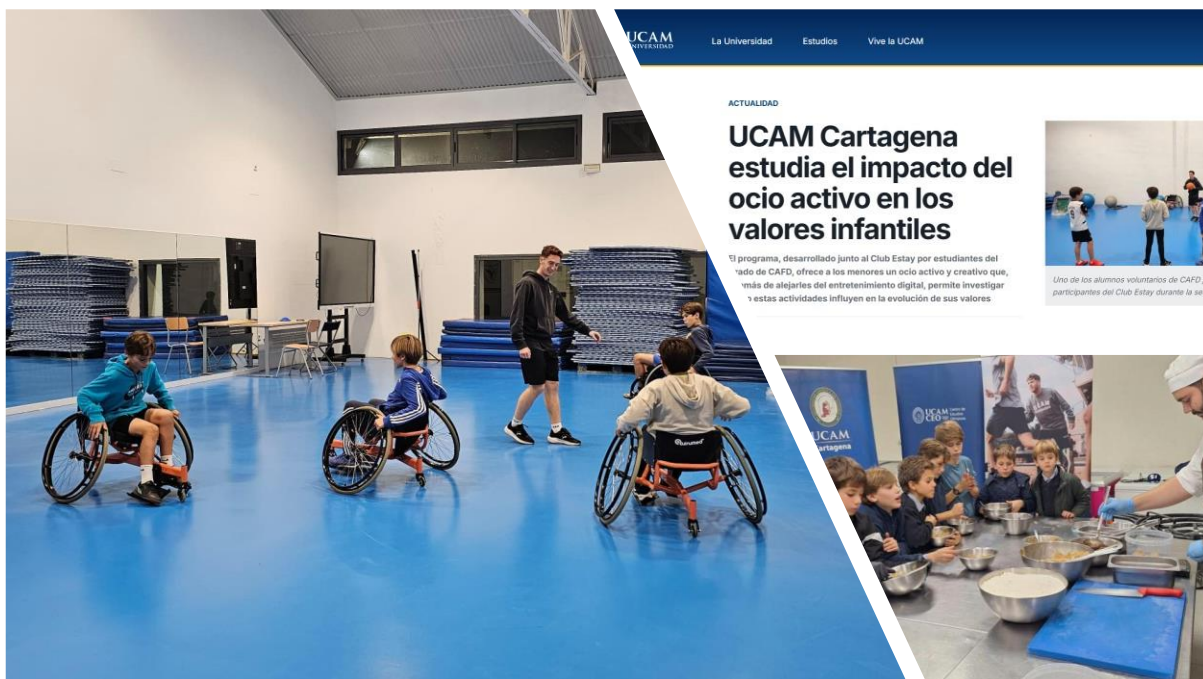 UCAM
UNIVERSIDAD
La Universidad Estudios Vive la UCAM
ACTUALIDAD
UCAM Cartagena
estudia el impacto del
ocio activo en los
valores infantiles
El programa, desarrollado junto al Club Estay por estudiantes del
de CAFD, ofrece a los menores un ocio activo y creativo que,
de alejarles del entretenimiento digital, permite investigar
estas actividades influyen en la evolución de sus valores
Uno de los alumnos voluntarios de CAFD
participantes del Club Estay durante la
UCAM
Cartagena
UCAM
CEO